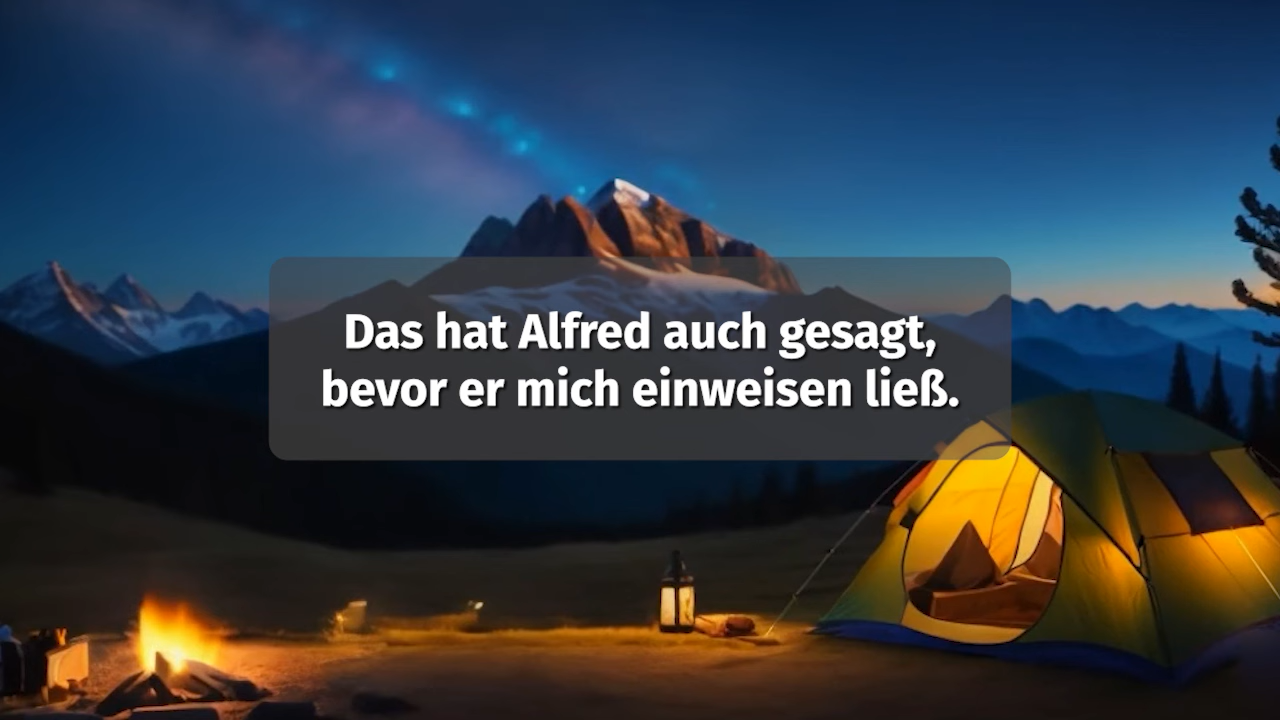 Das hat Alfred auch gesagt,
bevor er mich einweisen ließ.